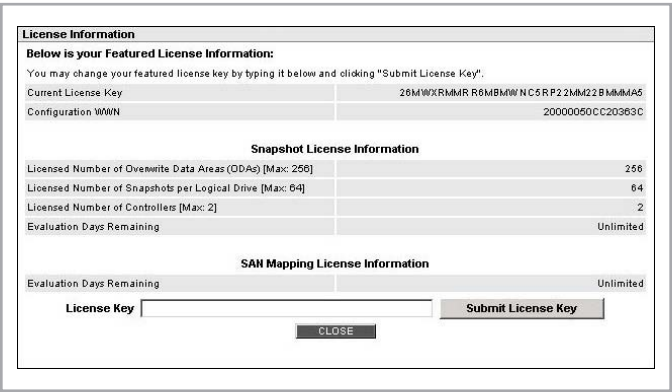 License Information
Below is your Featured License Information:
You may change your featured license key by typing it below and clicking "Submit License Key".
Current License Key 26MWXRMMR R6MBMW NC5RP22MM22BMMMA5
Configuration WWN 20000050CC20363C
Snapshot License Information
Licensed Number of Overwrite Data Areas (ODAs) [Max: 256] 256
Licensed Number of Snapshots per Logical Drive [Max: 64] 64
Licensed Number of Controllers [Max: 2] 2
Evaluation Days Remaining Unlimited
SAN Mapping License Information
Evaluation Days Remaining Unlimited
License Key Submit License Key
CLOSE